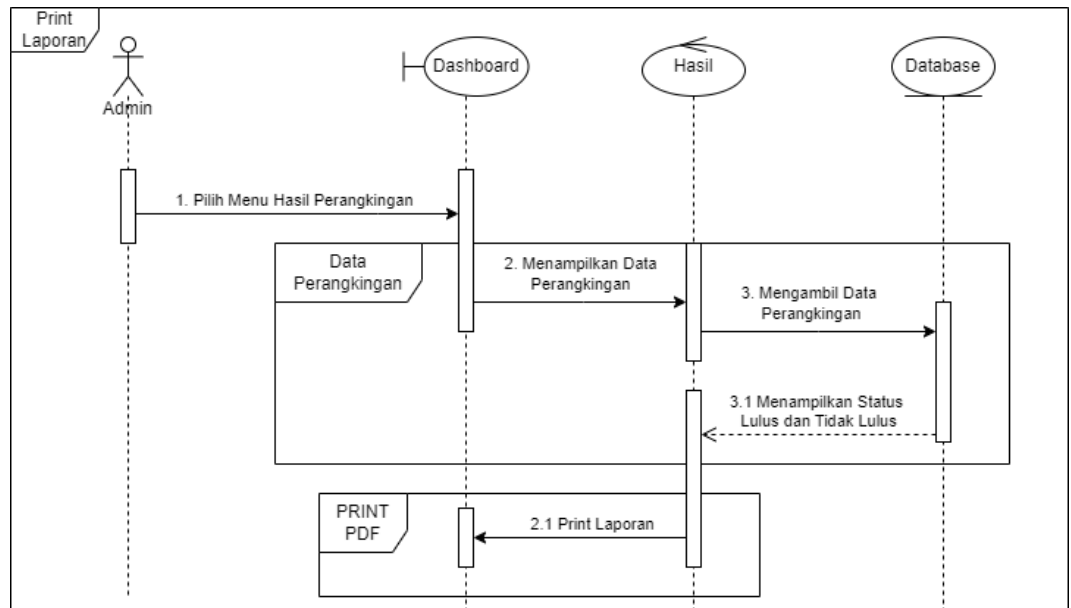 Print
Laporan
Admin
Dashboard
Hasil
Database
1. Pilih Menu Hasil Perangkingan
Data
Perangkingan
2. Menampilkan Data
Perangkingan
3. Mengambil Data
Perangkingan
3.1 Menampilkan Status
Lulus dan Tidak Lulus
PRINT
PDF
2.1 Print Laporan